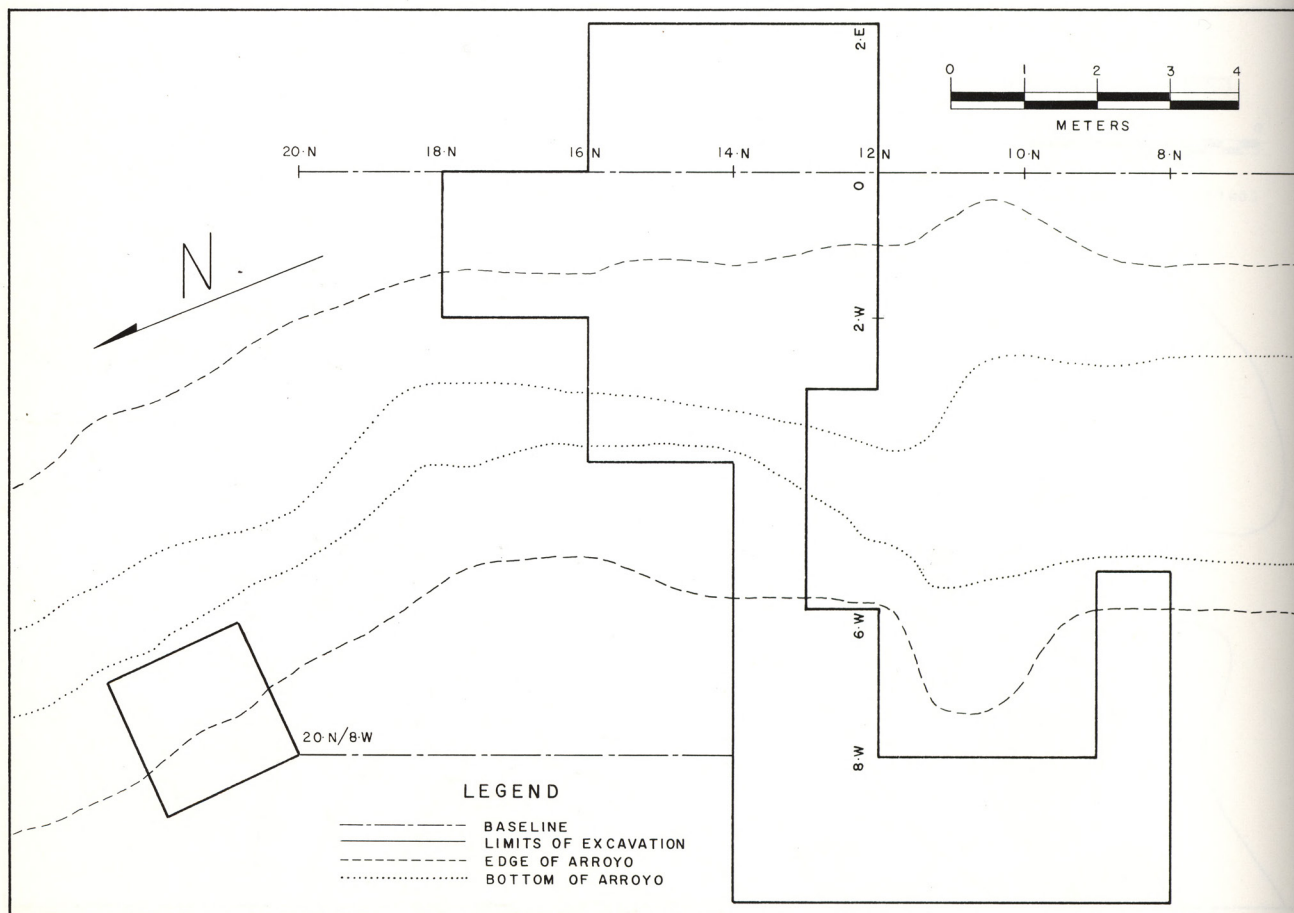 2·E
0 1 2 3 4
METERS
20·N 18·N 16 N 14·N 12 N 10·N 8·N
0
N
2·W
6·W
20·N/8·W
8·W
LEGEND
BASELINE
LIMITS OF EXCAVATION
EDGE OF ARROYO
BOTTOM OF ARROYO